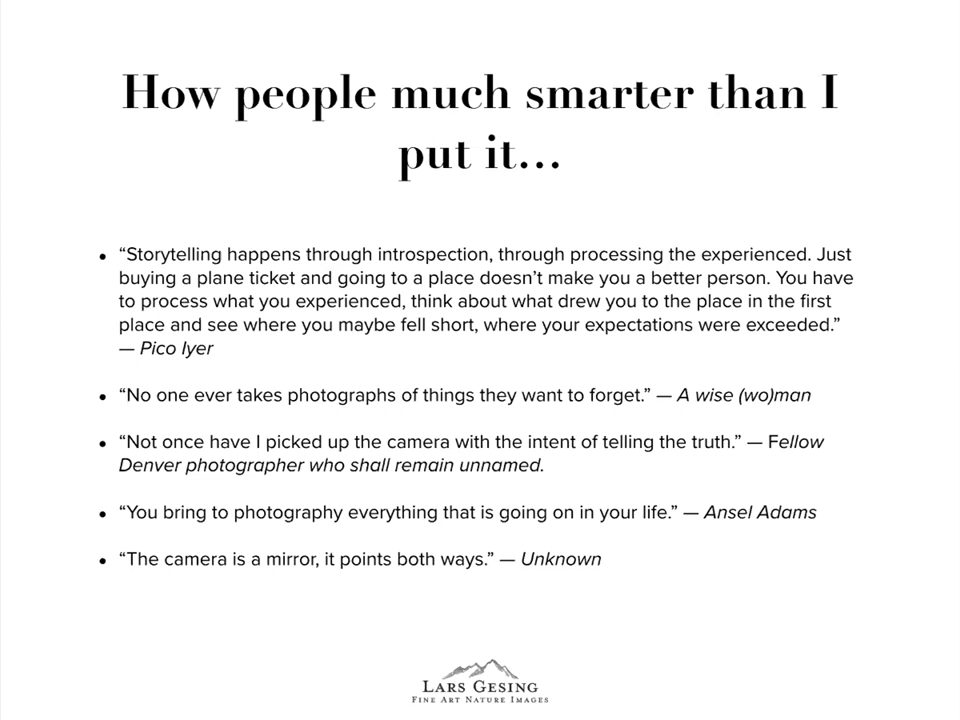 How people much smarter than I
put it…
• “Storytelling happens through introspection, through processing the experienced. Just
buying a plane ticket and going to a place doesn’t make you a better person. You have
to process what you experienced, think about what drew you to the place in the first
place and see where you maybe fell short, where your expectations were exceeded.”
— Pico Iyer
• “No one ever takes photographs of things they want to forget.” — A wise (wo)man
• “Not once have I picked up the camera with the intent of telling the truth.” — Fellow
Denver photographer who shall remain unnamed.
• “You bring to photography everything that is going on in your life.” — Ansel Adams
• “The camera is a mirror, it points both ways.” — Unknown
LARS GESING
FINE ART NATURE IMAGES